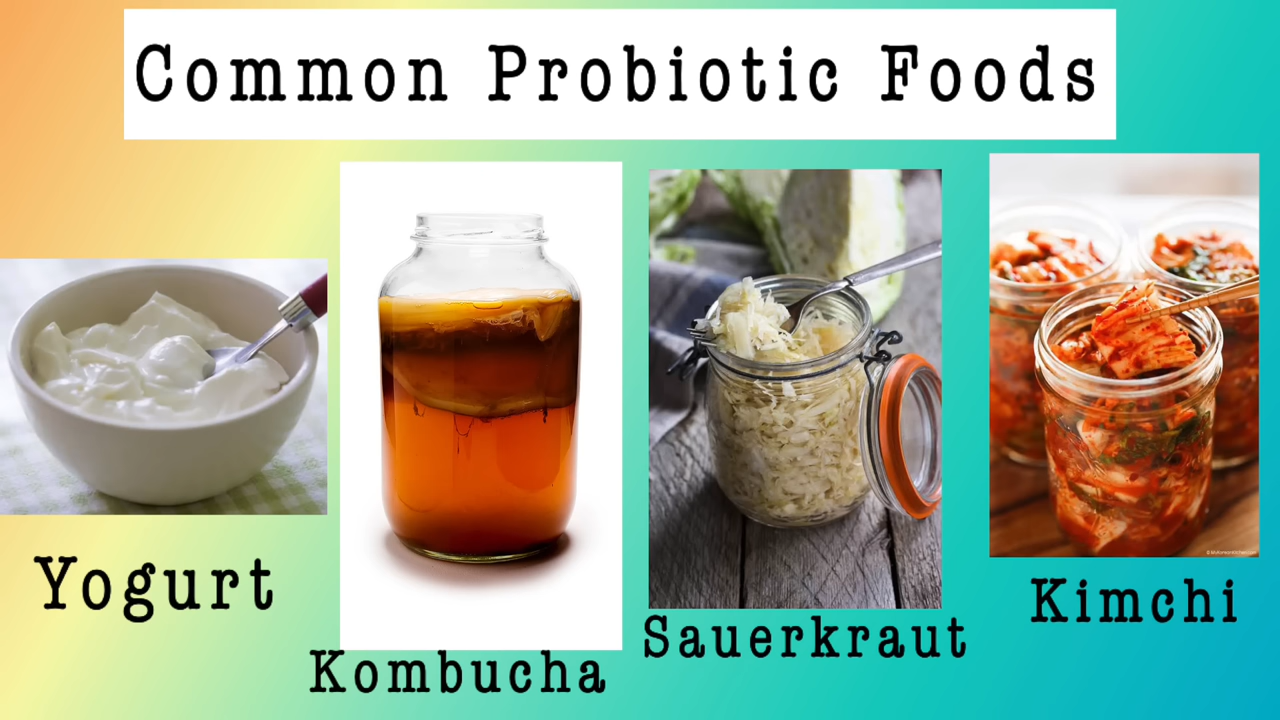 Common Probiotic Foods
Yogurt
Kombucha
Sauerkraut
Kimchi